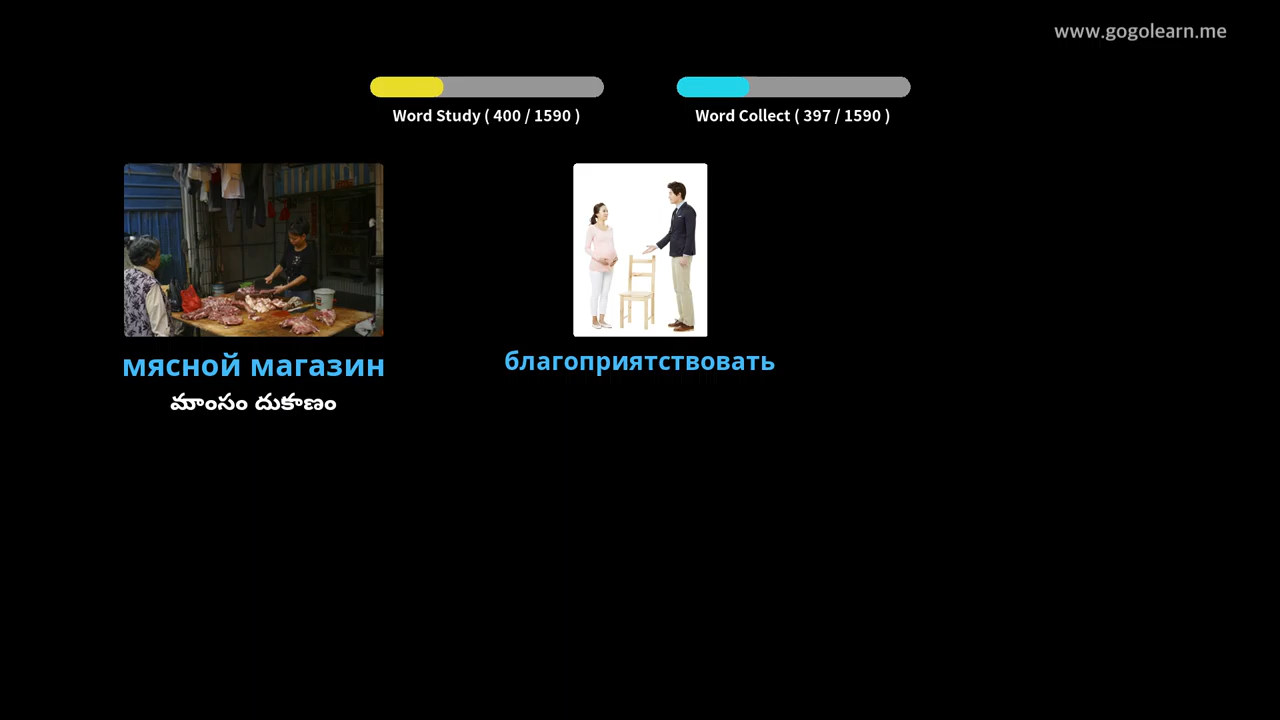 www.gogolearn.me
Word Study ( 400 / 1590 )
Word Collect ( 397 / 1590 )
мясной магазин
మాంసం దుకాణం
благоприятствовать